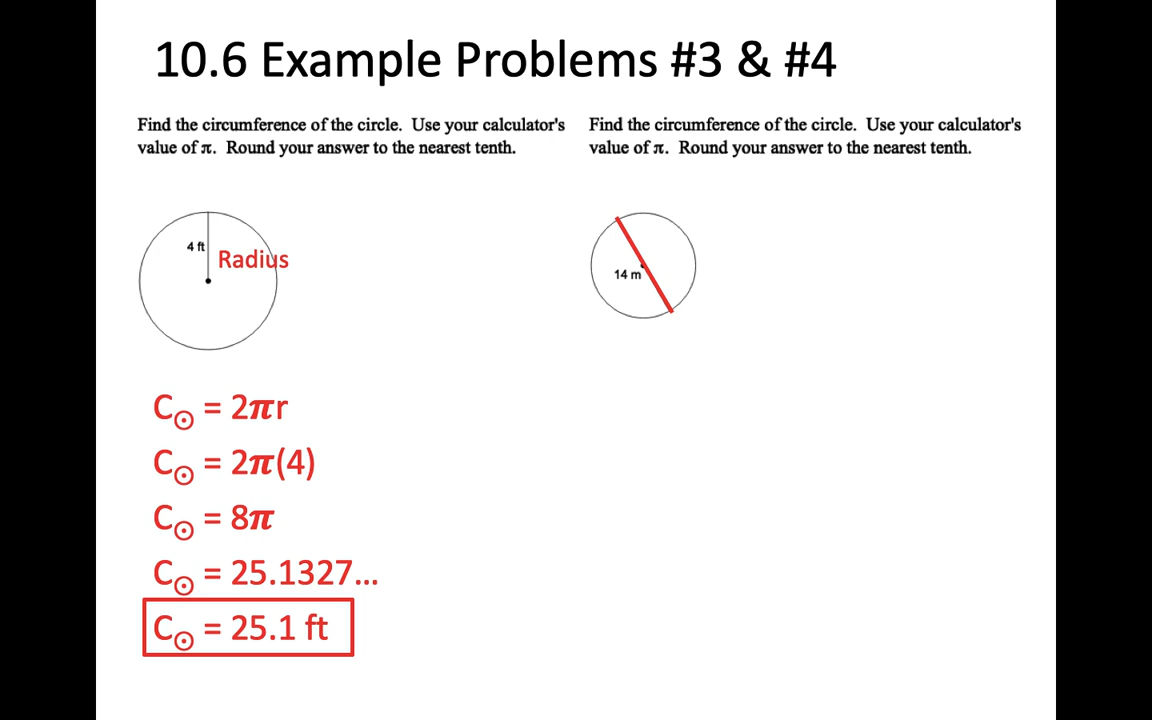 10.6 Example Problems #3 & #4
Find the circumference of the circle. Use your calculator's
value of π. Round your answer to the nearest tenth.
4 ft
Radius
C⊙ = 2πr
C⊙ = 2π(4)
C⊙ = 8π
C⊙ = 25.1327...
C⊙ = 25.1 ft
Find the circumference of the circle. Use your calculator's
value of π. Round your answer to the nearest tenth.
14 m